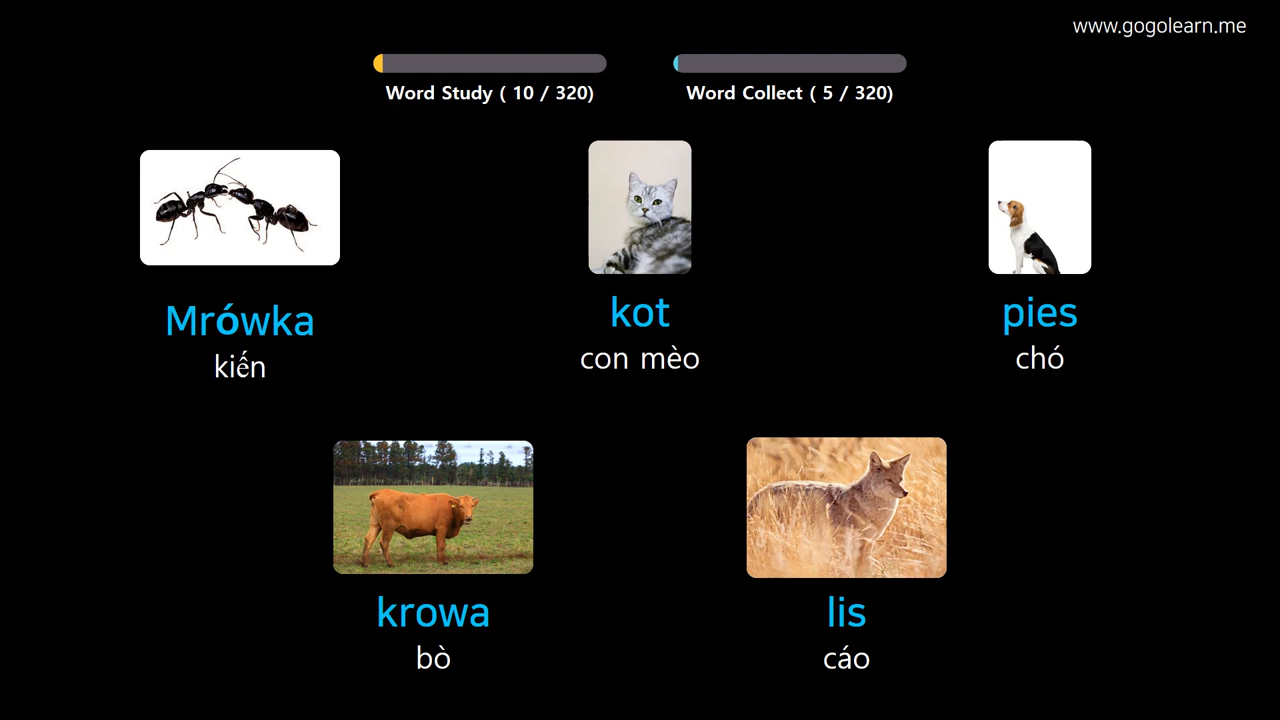 www.gogolearn.me
Word Study ( 10 / 320)
Word Collect ( 5 / 320)
Mrówka
kiến
kot
con mèo
pies
chó
krowa
bò
lis
cáo